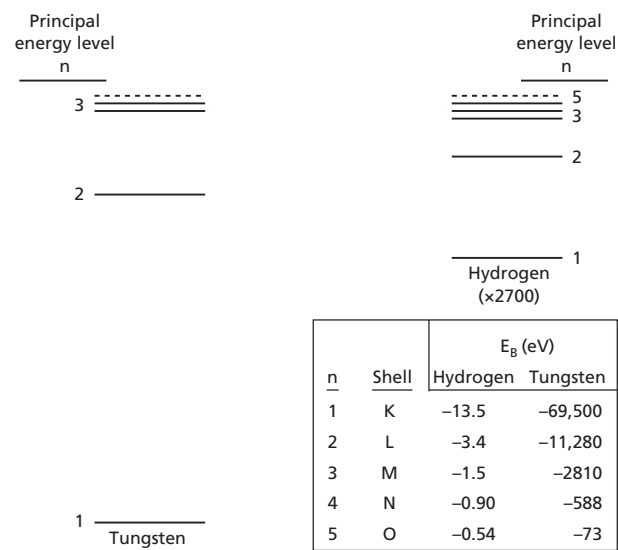 Principal
energy level
n
3
2
1
Tungsten
Principal
energy level
n
5
3
2
1
Hydrogen
(×2700)
E_B (eV)
n Shell Hydrogen Tungsten
1 K –13.5 –69,500
2 L –3.4 –11,280
3 M –1.5 –2810
4 N –0.90 –588
5 O –0.54 –73